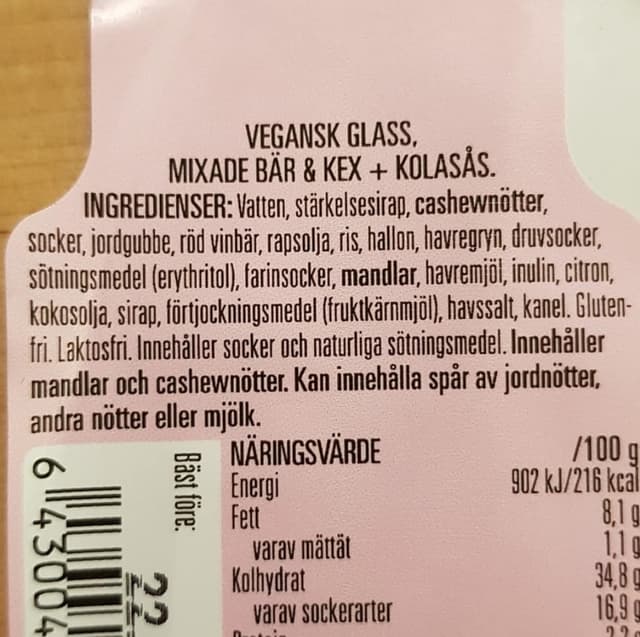 VEGANSK GLASS,
MIXADE BÄR & KEX + KOLASÅS.
INGREDIENSER: Vatten, stärkelsesirap, cashewnötter,
socker, jordgubbe, röd vinbär, rapsolja, ris, hallon, havregryn, druvsocker,
sötningsmedel (erythritol), farinsocker, mandlar, havremjöl, inulin, citron,
kokosolja, sirap, förtjockningsmedel (fruktkärnmjöl), havssalt, kanel. Gluten-
fri. Laktosfri. Innehåller socker och naturliga sötningsmedel. Innehåller
mandlar och cashewnötter. Kan innehålla spår av jordnötter,
andra nötter eller mjölk.
NÄRINGSVÄRDE /100 g
Energi 902 kJ/216 kcal
Fett 8,1 g
varav mättat 1,1 g
Kolhydrat 34,8 g
varav sockerarter 16,9 g
Bäst före:
22
6 43004